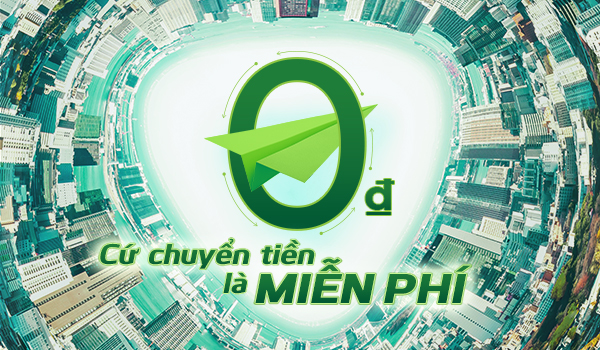 0đ
Cứ chuyển tiền
là MIỄN PHÍ